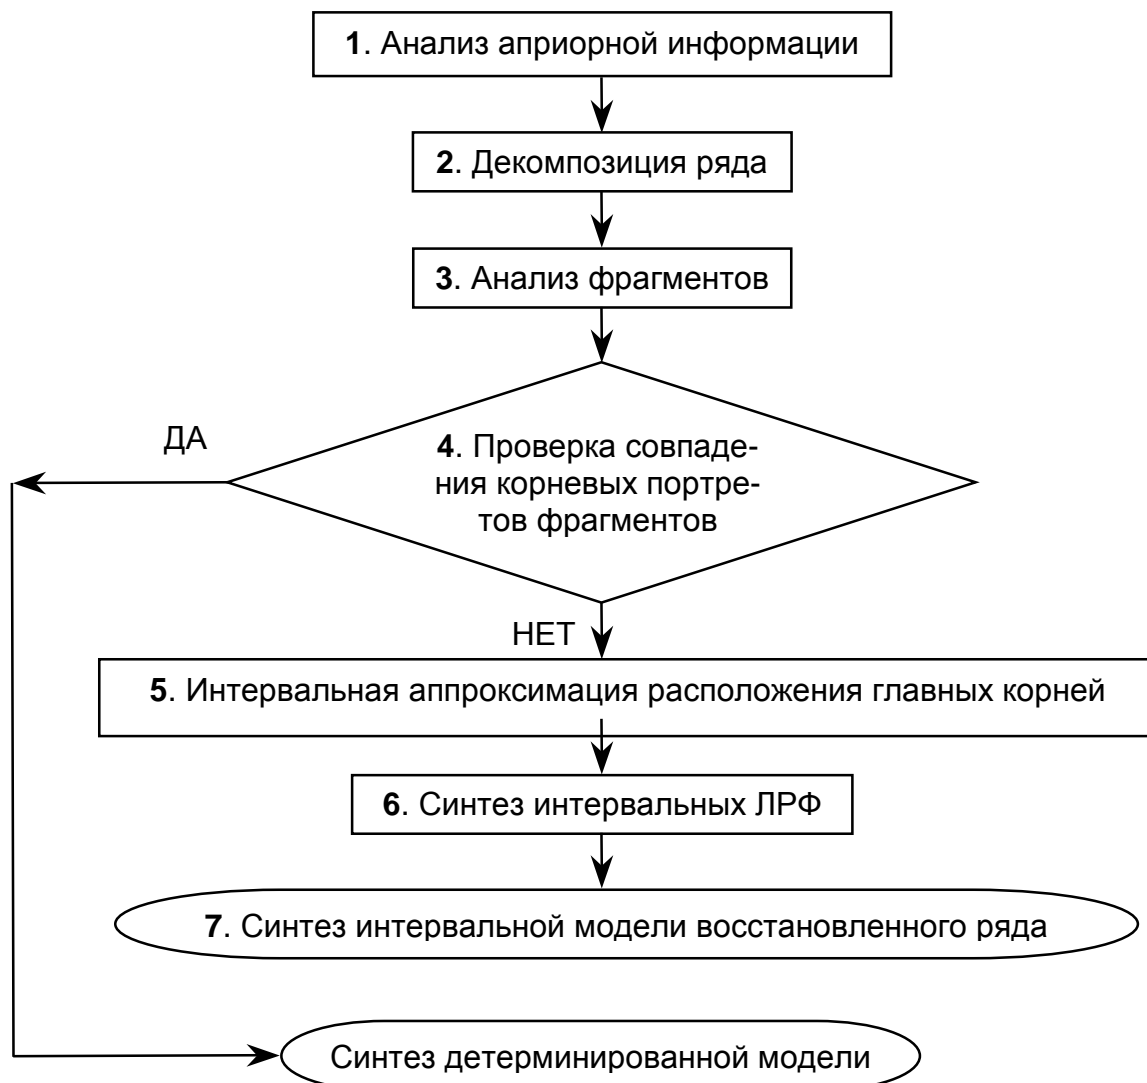 1. Анализ априорной информации
2. Декомпозиция ряда
3. Анализ фрагментов
ДА
4. Проверка совпаде-
ния корневых портре-
тов фрагментов
НЕТ
5. Интервальная аппроксимация расположения главных корней
6. Синтез интервальных ЛРФ
7. Синтез интервальной модели восстановленного ряда
Синтез детерминированной модели